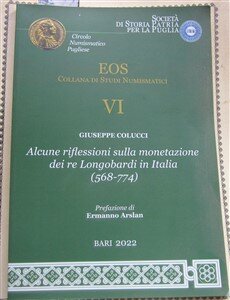 Circolo
Numismatico
Pugliese
SOCIETÀ
DI STORIA PATRIA
PER LA PUGLIA
EOS
COLLANA DI STUDI NUMISMATICI
VI
GIUSEPPE COLUCCI
Alcune riflessioni sulla monetazione
dei re Longobardi in Italia
(568-774)
Prefazione di
Ermanno Arslan
BARI 2022